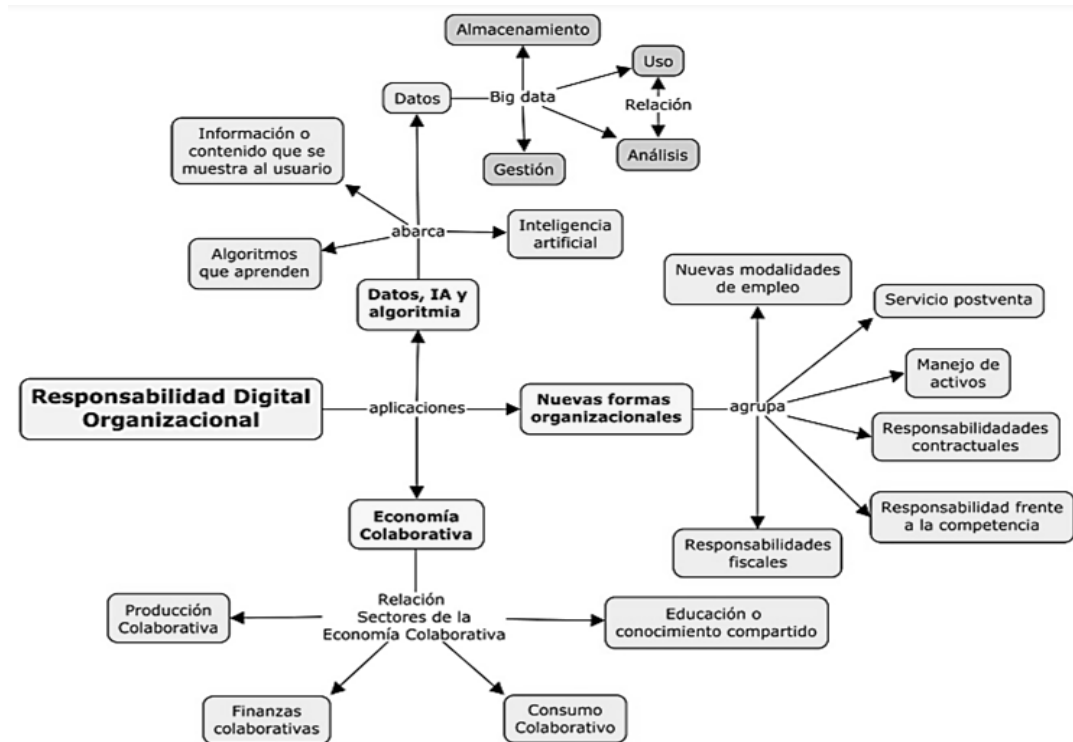 Almacenamiento
Uso
Datos
Big data
Relación
Análisis
Gestión
Información o
contenido que se
muestra al usuario
abarca
Inteligencia
artificial
Algoritmos
que aprenden
Datos, IA y
algoritmia
Nuevas modalidades
de empleo
Servicio postventa
Manejo de
activos
Responsabilidad Digital
Organizacional
aplicaciones
Nuevas formas
organizacionales
agrupa
Responsabilidadades
contractuales
Responsabilidad frente
a la competencia
Responsabilidades
fiscales
Economía
Colaborativa
Relación
Sectores de la
Economía Colaborativa
Producción
Colaborativa
Educación o
conocimiento compartido
Finanzas
colaborativas
Consumo
Colaborativo